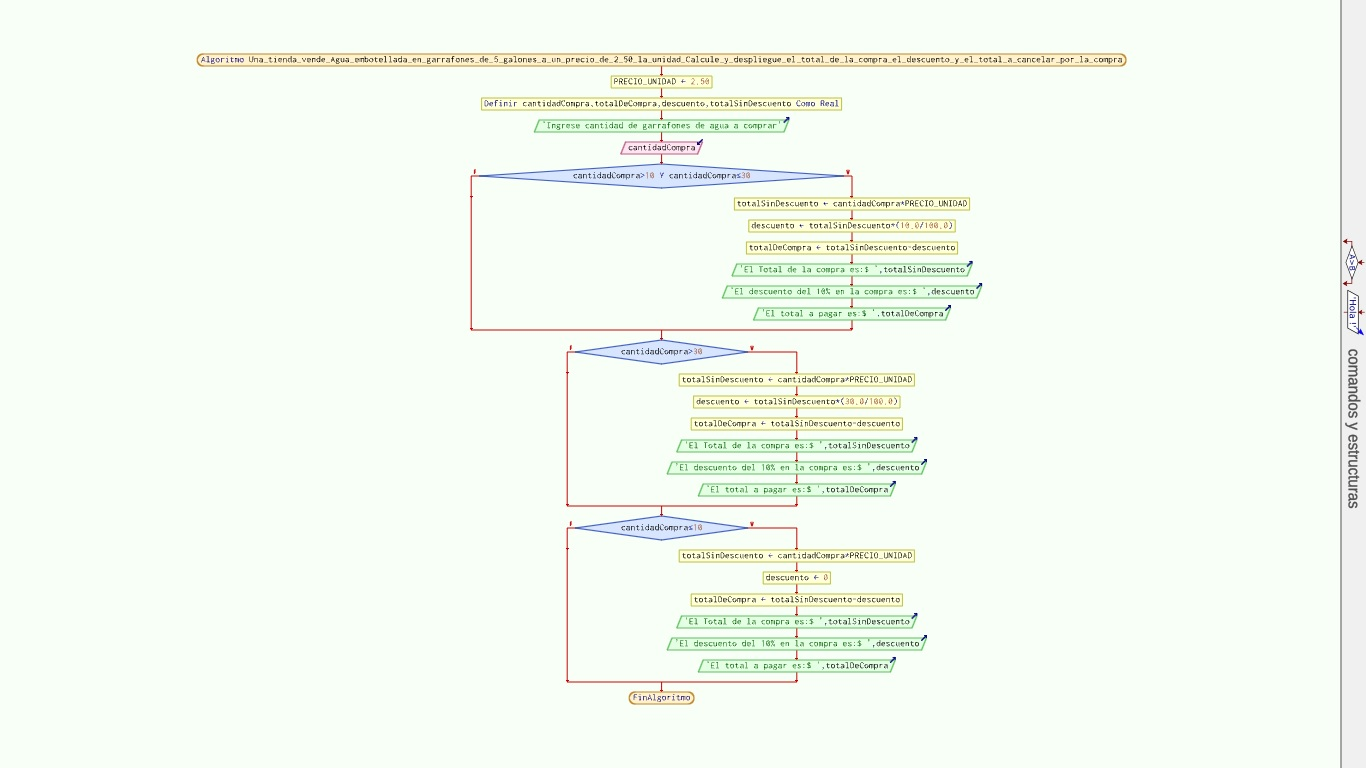 Algoritmo Una_tienda_vende_Agua_embotellada_en_garrafones_de_5_galones_a_un_precio_de_2_50_la_unidad_Calcule_y_despliegue_el_total_de_la_compra_el_descuento_y_el_total_a_cancelar_por_la_compra
PRECIO_UNIDAD ← 2.50
Definir cantidadCompra,totalDeCompra,descuento,totalSinDescuento Como Real
'Ingrese cantidad de garrafones de agua a comprar'
cantidadCompra
F
cantidadCompra>10 Y cantidadCompra≤30
V
totalSinDescuento ← cantidadCompra*PRECIO_UNIDAD
descuento ← totalSinDescuento*(10.0/100.0)
totalDeCompra ← totalSinDescuento-descuento
'El Total de la compra es:$ ',totalSinDescuento
'El descuento del 10% en la compra es:$ ',descuento
'El total a pagar es:$ ',totalDeCompra
F
cantidadCompra>30
V
totalSinDescuento ← cantidadCompra*PRECIO_UNIDAD
descuento ← totalSinDescuento*(30.0/100.0)
totalDeCompra ← totalSinDescuento-descuento
'El Total de la compra es:$ ',totalSinDescuento
'El descuento del 10% en la compra es:$ ',descuento
'El total a pagar es:$ ',totalDeCompra
F
cantidadCompra≤10
V
totalSinDescuento ← cantidadCompra*PRECIO_UNIDAD
descuento ← 0
totalDeCompra ← totalSinDescuento-descuento
'El Total de la compra es:$ ',totalSinDescuento
'El descuento del 10% en la compra es:$ ',descuento
'El total a pagar es:$ ',totalDeCompra
FinAlgoritmo
A>B
'Hola !'
comandos y estructuras